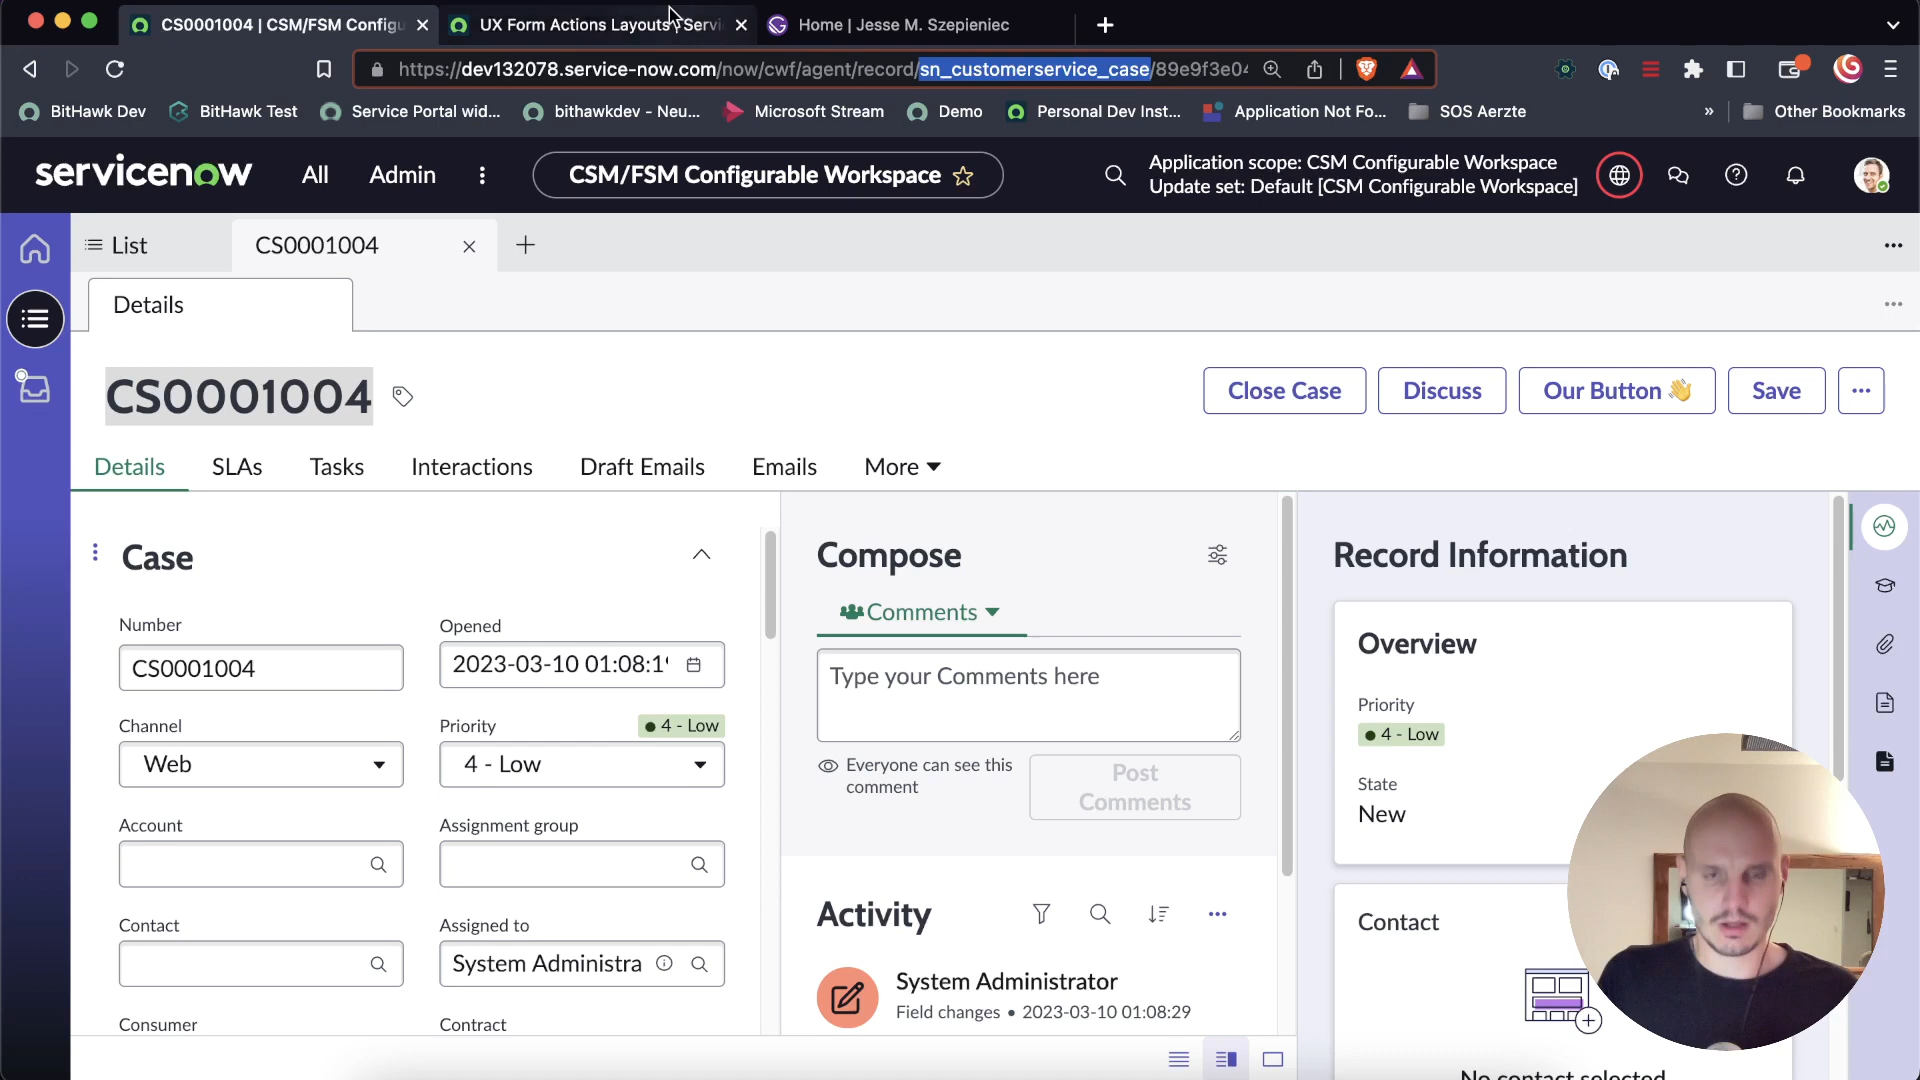 CS0001004 | CSM/FSM Configu
UX Form Actions Layouts | Servi
Home | Jesse M. Szepieniec
https://dev132078.service-now.com/now/cwf/agent/record/sn_customerservice_case/89e9f3e04
BitHawk Dev
BitHawk Test
Service Portal wid...
bithawkdev - Neu...
Microsoft Stream
Demo
Personal Dev Inst...
Application Not Fo...
SOS Aerzte
»
Other Bookmarks
servicenow
All
Admin
CSM/FSM Configurable Workspace
Application scope: CSM Configurable Workspace
Update set: Default [CSM Configurable Workspace]
List
CS0001004
Details
CS0001004
Close Case
Discuss
Our Button 👋
Save
Details
SLAs
Tasks
Interactions
Draft Emails
Emails
More
Case
Number
CS0001004
Opened
2023-03-10 01:08:1
Channel
Web
Priority
4 - Low
4 - Low
Account
Assignment group
Contact
Assigned to
System Administra
Consumer
Contract
Compose
Comments
Type your Comments here
Everyone can see this
comment
Post
Comments
Activity
System Administrator
Field changes • 2023-03-10 01:08:29
Record Information
Overview
Priority
4 - Low
State
New
Contact
No contact selected